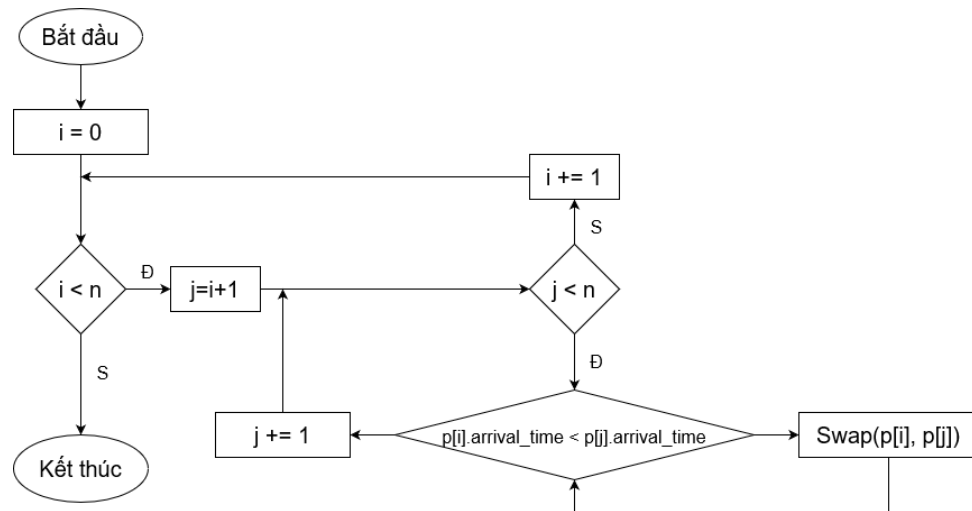 Bắt đầu
i = 0
i += 1
S
i < n
Đ
j=i+1
j < n
S
Đ
j += 1
p[i].arrival_time < p[j].arrival_time
Swap(p[i], p[j])
Kết thúc